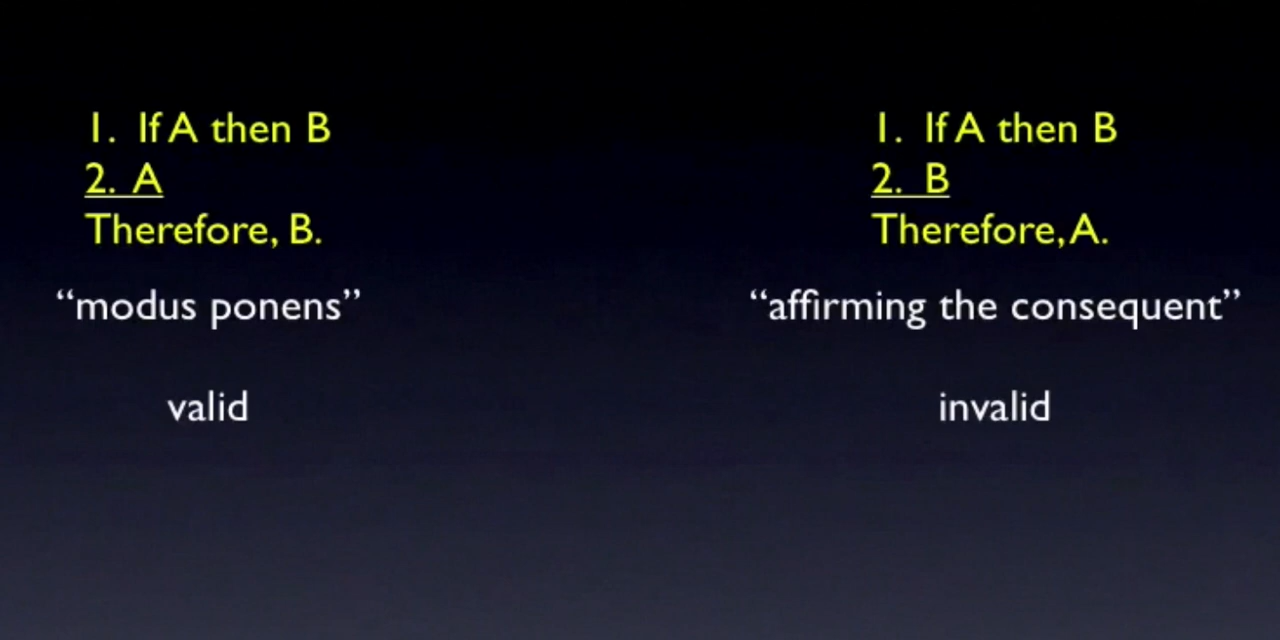 1. If A then B
2. A
Therefore, B.
“modus ponens”
valid
1. If A then B
2. B
Therefore, A.
“affirming the consequent”
invalid